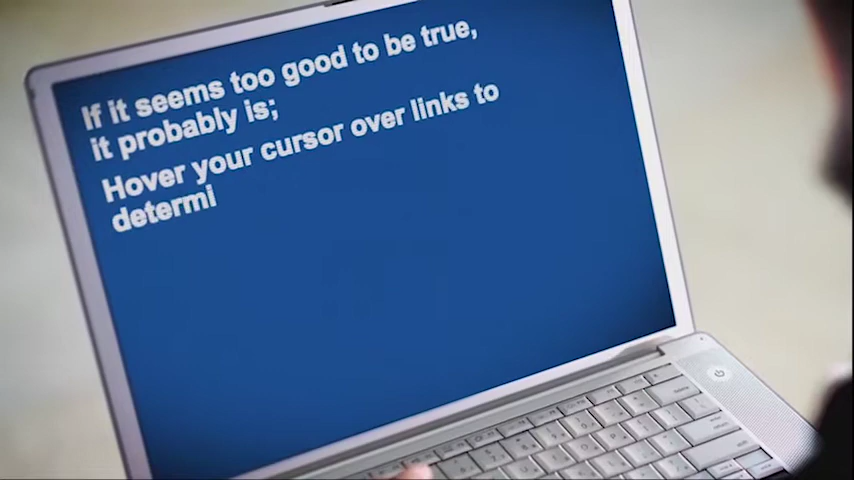 If it seems too good to be true,
it probably is;
Hover your cursor over links to
determi